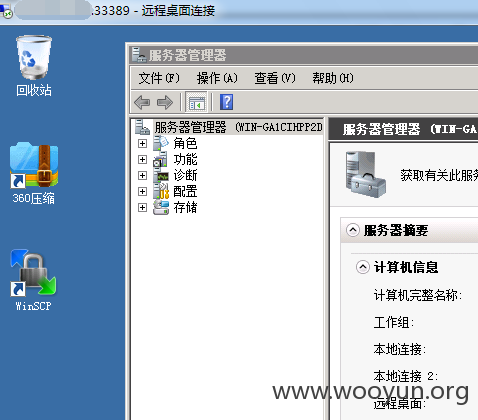 .33389 - 远程桌面连接
回收站
360压缩
WinSCP
服务器管理器
文件(F) 操作(A) 查看(V) 帮助(H)
服务器管理器 (WIN-GA1CIHPP2D
角色
功能
诊断
配置
存储
服务器管理器 (WIN-GA
获取有关此服务
服务器摘要
计算机信息
计算机完整名称:
工作组:
本地连接:
本地连接 2:
远程桌面:
www.wooyun.org